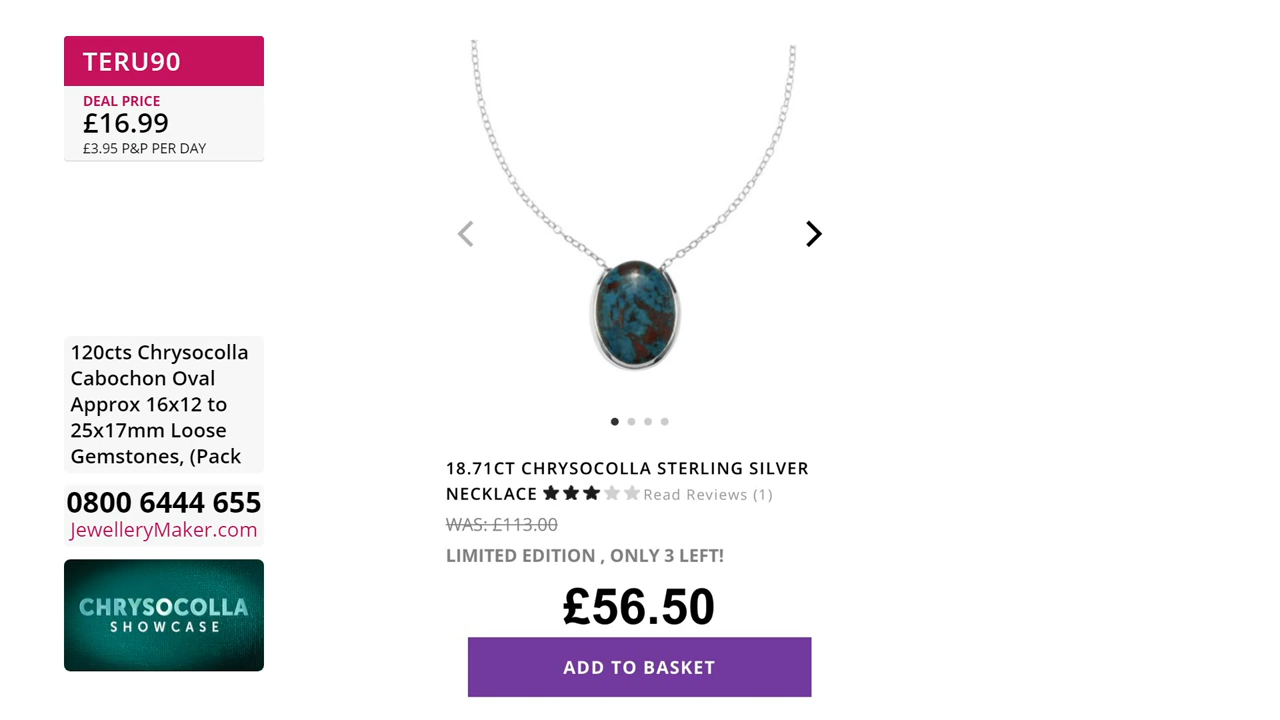 TERU90
DEAL PRICE
£16.99
£3.95 P&P PER DAY
120cts Chrysocolla
Cabochon Oval
Approx 16x12 to
25x17mm Loose
Gemstones, (Pack
0800 6444 655
JewelleryMaker.com
CHRYSOCOLLA
SHOWCASE
18.71CT CHRYSOCOLLA STERLING SILVER
NECKLACE Read Reviews (1)
WAS: £113.00
LIMITED EDITION , ONLY 3 LEFT!
£56.50
ADD TO BASKET